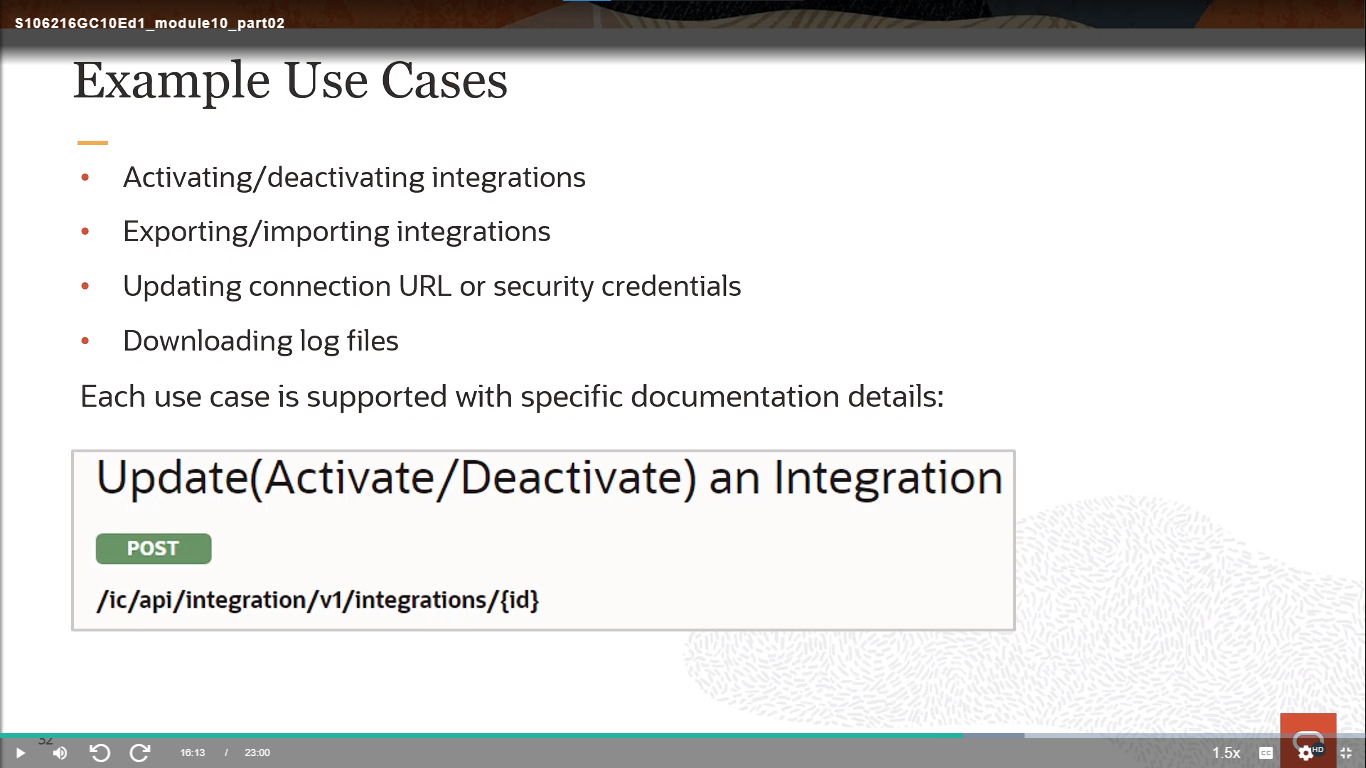 S106216GC10Ed1_module10_part02
Example Use Cases
• Activating/deactivating integrations
• Exporting/importing integrations
• Updating connection URL or security credentials
• Downloading log files
Each use case is supported with specific documentation details:
Update(Activate/Deactivate) an Integration
POST
/ic/api/integration/v1/integrations/{id}
52
16:13 / 23:00
1.5x
CC
HD